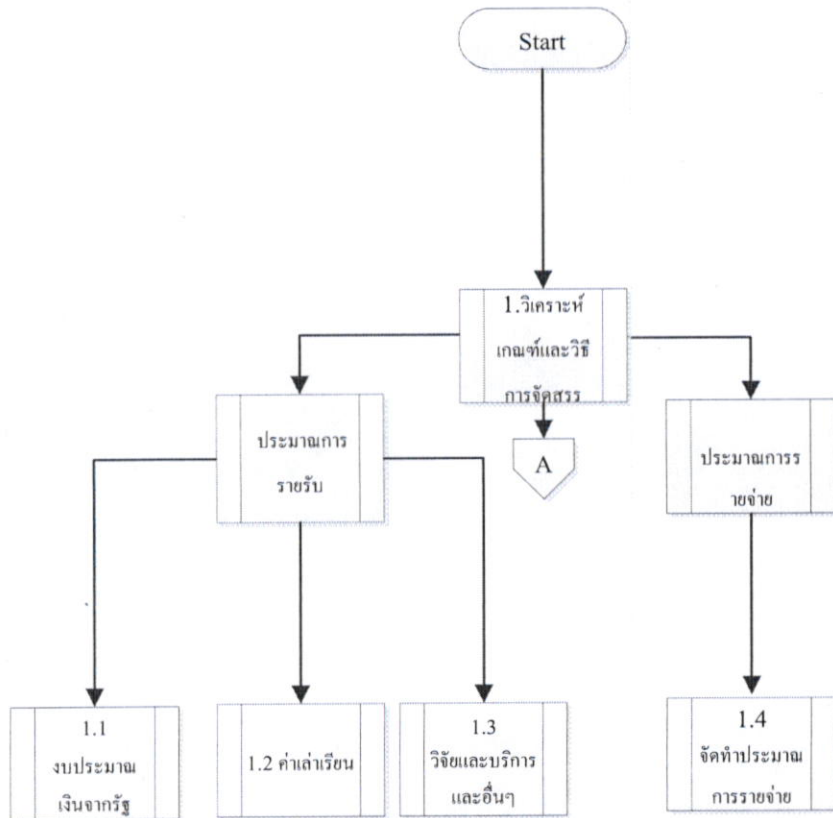 Start
1.วิเคราะห์
เกณฑ์และวิธี
การจัดสรร
ประมาณการ
รายรับ
A
ประมาณการร
ายจ่าย
1.1
งบประมาณ
เงินจากรัฐ
1.2 ค่าเล่าเรียน
1.3
วิจัยและบริการ
และอื่นๆ
1.4
จัดทำประมาณ
การรายจ่าย